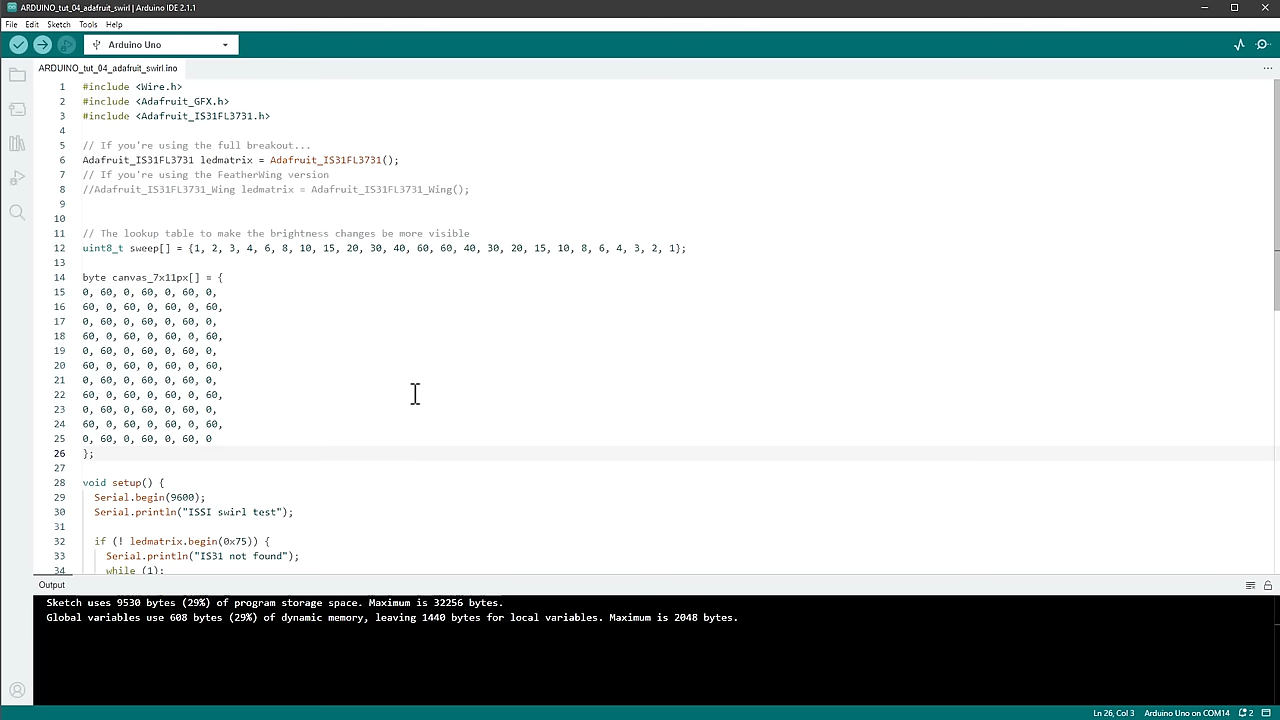 ARDUINO_tut_04_adafruit_swirl | Arduino IDE 2.1.1
File Edit Sketch Tools Help
Arduino Uno
ARDUINO_tut_04_adafruit_swirl.ino
1 #include <Wire.h>
2 #include <Adafruit_GFX.h>
3 #include <Adafruit_IS31FL3731.h>
4
5 // If you're using the full breakout...
6 Adafruit_IS31FL3731 ledmatrix = Adafruit_IS31FL3731();
7 // If you're using the FeatherWing version
8 //Adafruit_IS31FL3731_Wing ledmatrix = Adafruit_IS31FL3731_Wing();
9
10
11 // The lookup table to make the brightness changes be more visible
12 uint8_t sweep[] = {1, 2, 3, 4, 6, 8, 10, 15, 20, 30, 40, 60, 60, 40, 30, 20, 15, 10, 8, 6, 4, 3, 2, 1};
13
14 byte canvas_7x11px[] = {
15 0, 60, 0, 60, 0, 60, 0,
16 60, 0, 60, 0, 60, 0, 60,
17 0, 60, 0, 60, 0, 60, 0,
18 60, 0, 60, 0, 60, 0, 60,
19 0, 60, 0, 60, 0, 60, 0,
20 60, 0, 60, 0, 60, 0, 60,
21 0, 60, 0, 60, 0, 60, 0,
22 60, 0, 60, 0, 60, 0, 60,
23 0, 60, 0, 60, 0, 60, 0,
24 60, 0, 60, 0, 60, 0, 60,
25 0, 60, 0, 60, 0, 60, 0
26 };
27
28 void setup() {
29 Serial.begin(9600);
30 Serial.println("ISSI swirl test");
31
32 if (! ledmatrix.begin(0x75)) {
33 Serial.println("IS31 not found");
34 while (1);
Output
Sketch uses 9530 bytes (29%) of program storage space. Maximum is 32256 bytes.
Global variables use 608 bytes (29%) of dynamic memory, leaving 1440 bytes for local variables. Maximum is 2048 bytes.
Ln 26, Col 3 Arduino Uno on COM14 2